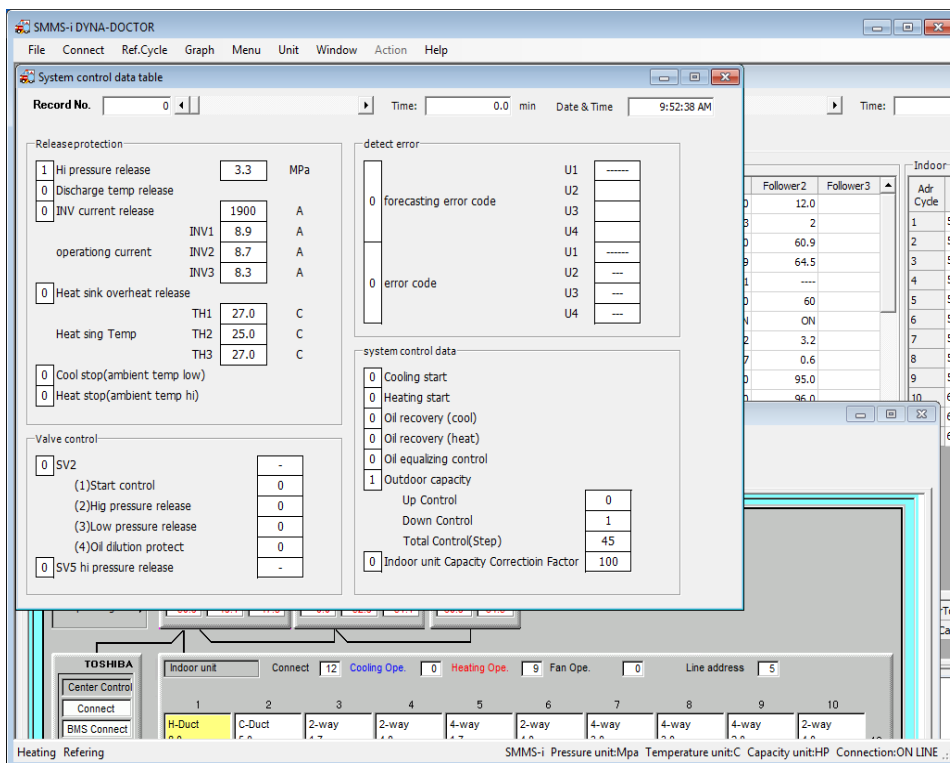 SMMS-i DYNA-DOCTOR
File Connect Ref.Cycle Graph Menu Unit Window Action Help
System control data table
Record No. 0 Time: 0.0 min Date & Time 9:52:38 AM Time:
Releaseprotection
1 Hi pressure release 3.3 MPa
0 Discharge temp release
0 INV current release 1900 A
INV1 8.9 A
operationg current INV2 8.7 A
INV3 8.3 A
0 Heat sink overheat release
TH1 27.0 C
Heat sing Temp TH2 25.0 C
TH3 27.0 C
0 Cool stop(ambient temp low)
0 Heat stop(ambient temp hi)
Valve control
0 SV2 -
(1)Start control 0
(2)Hig pressure release 0
(3)Low pressure release 0
(4)Oil dilution protect 0
0 SV5 hi pressure release -
detect error
U1 ------
U2
0 forecasting error code
U3
U4
U1 ------
U2 ---
0 error code
U3 ---
U4 ---
system control data
0 Cooling start
0 Heating start
0 Oil recovery (cool)
0 Oil recovery (heat)
0 Oil equalizing control
1 Outdoor capacity
Up Control 0
Down Control 1
Total Control(Step) 45
0 Indoor unit Capacity Correctioin Factor 100
Follower2 Follower3
12.0
2
60.9
64.5
----
60
ON
3.2
0.6
95.0
96.0
Indoor
Adr
Cycle
1
2
3
4
5
6
7
8
9
10
TOSHIBA
Center Control
Connect
BMS Connect
Indoor unit Connect 12 Cooling Ope. 0 Heating Ope. 9 Fan Ope. 0 Line address 5
1 2 3 4 5 6 7 8 9 10
H-Duct C-Duct 2-way 2-way 4-way 2-way 4-way 4-way 4-way 2-way
Heating Refering SMMS-i Pressure unit:Mpa Temperature unit:C Capacity unit:HP Connection:ON LINE